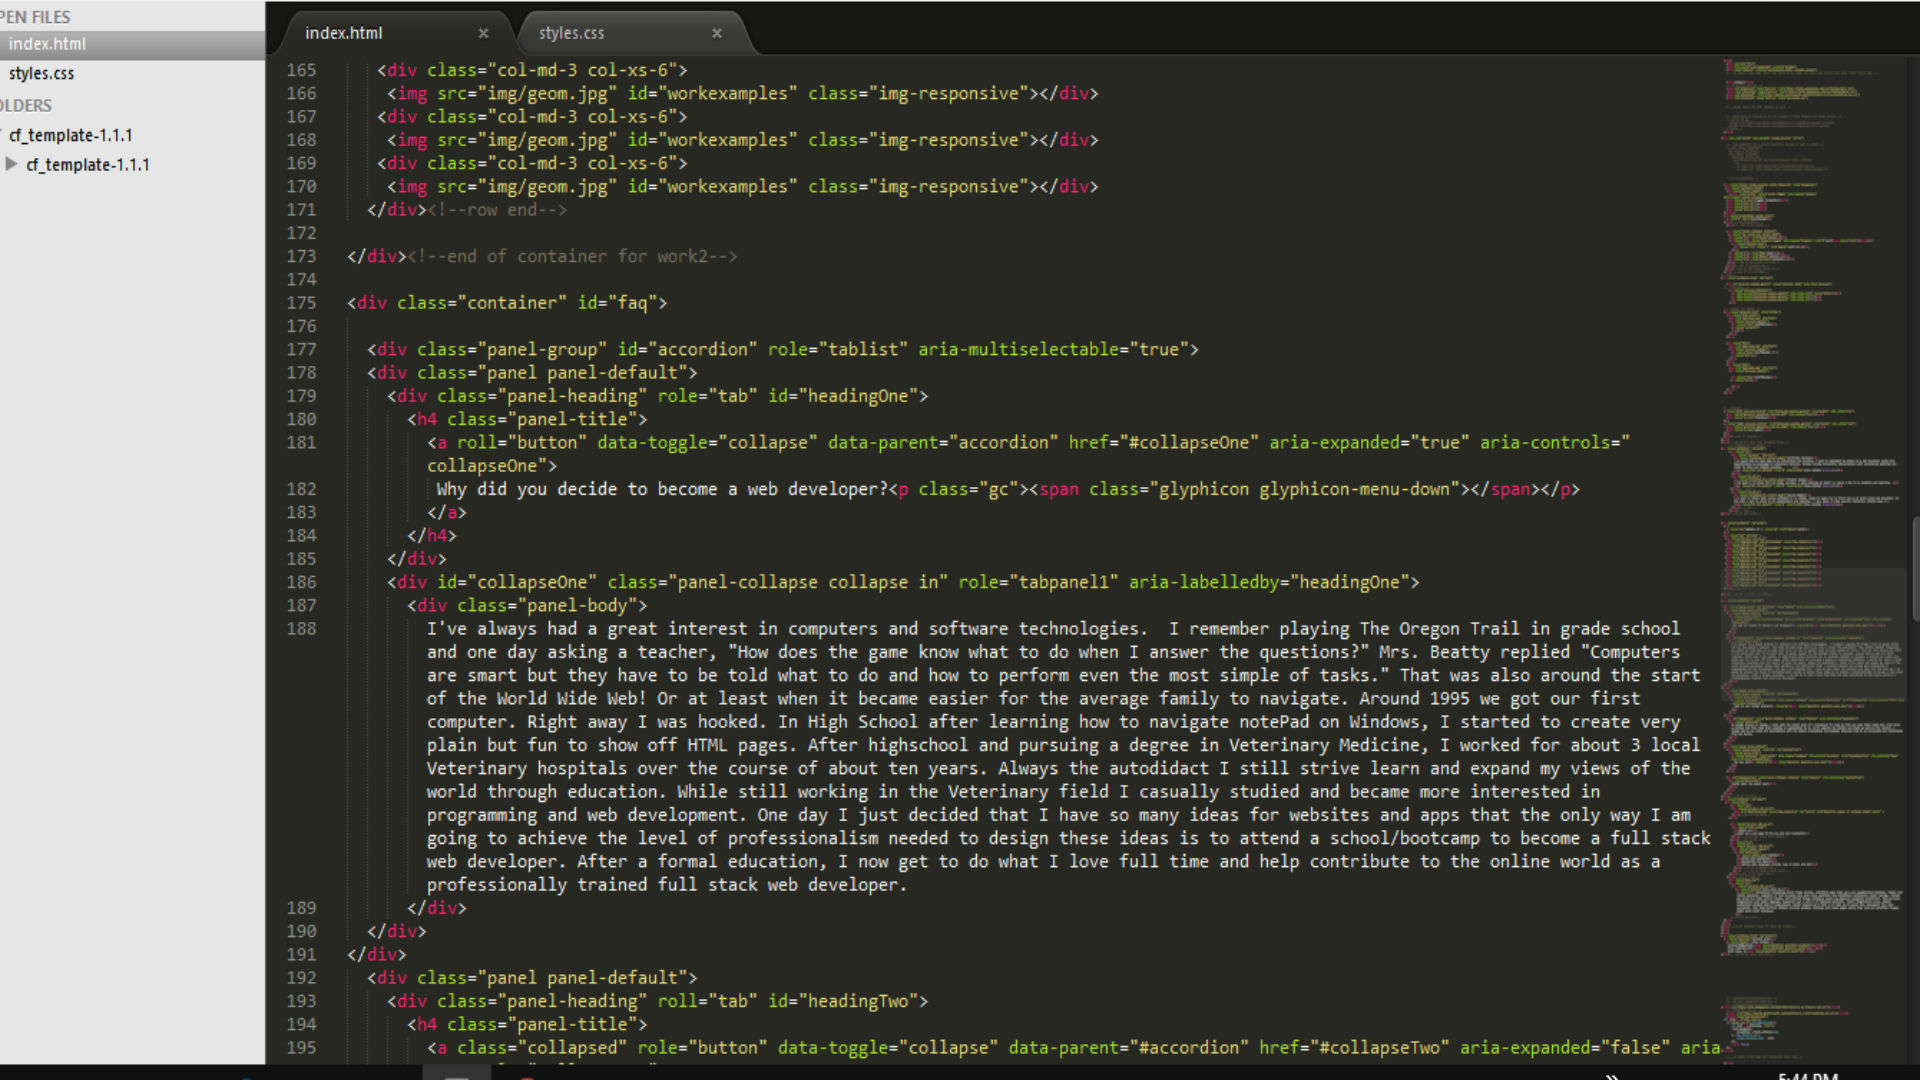 PEN FILES
index.html
styles.css
OLDERS
cf_template-1.1.1
cf_template-1.1.1
index.html ×
styles.css ×
165 <div class="col-md-3 col-xs-6">
166 <img src="img/geom.jpg" id="workexamples" class="img-responsive"></div>
167 <div class="col-md-3 col-xs-6">
168 <img src="img/geom.jpg" id="workexamples" class="img-responsive"></div>
169 <div class="col-md-3 col-xs-6">
170 <img src="img/geom.jpg" id="workexamples" class="img-responsive"></div>
171 </div><!--row end-->
172
173 </div><!--end of container for work2-->
174
175 <div class="container" id="faq">
176
177 <div class="panel-group" id="accordion" role="tablist" aria-multiselectable="true">
178 <div class="panel panel-default">
179 <div class="panel-heading" role="tab" id="headingOne">
180 <h4 class="panel-title">
181 <a roll="button" data-toggle="collapse" data-parent="accordion" href="#collapseOne" aria-expanded="true" aria-controls="
collapseOne">
182 Why did you decide to become a web developer?<p class="gc"><span class="glyphicon glyphicon-menu-down"></span></p>
183 </a>
184 </h4>
185 </div>
186 <div id="collapseOne" class="panel-collapse collapse in" role="tabpanel1" aria-labelledby="headingOne">
187 <div class="panel-body">
188 I've always had a great interest in computers and software technologies.  I remember playing The Oregon Trail in grade school
and one day asking a teacher, "How does the game know what to do when I answer the questions?" Mrs. Beatty replied "Computers
are smart but they have to be told what to do and how to perform even the most simple of tasks." That was also around the start
of the World Wide Web! Or at least when it became easier for the average family to navigate. Around 1995 we got our first
computer. Right away I was hooked. In High School after learning how to navigate notePad on Windows, I started to create very
plain but fun to show off HTML pages. After highschool and pursuing a degree in Veterinary Medicine, I worked for about 3 local
Veterinary hospitals over the course of about ten years. Always the autodidact I still strive learn and expand my views of the
world through education. While still working in the Veterinary field I casually studied and became more interested in
programming and web development. One day I just decided that I have so many ideas for websites and apps that the only way I am
going to achieve the level of professionalism needed to design these ideas is to attend a school/bootcamp to become a full stack
web developer. After a formal education, I now get to do what I love full time and help contribute to the online world as a
professionally trained full stack web developer.
189 </div>
190 </div>
191 </div>
192 <div class="panel panel-default">
193 <div class="panel-heading" roll="tab" id="headingTwo">
194 <h4 class="panel-title">
195 <a class="collapsed" role="button" data-toggle="collapse" data-parent="#accordion" href="#collapseTwo" aria-expanded="false" aria
5:44 PM